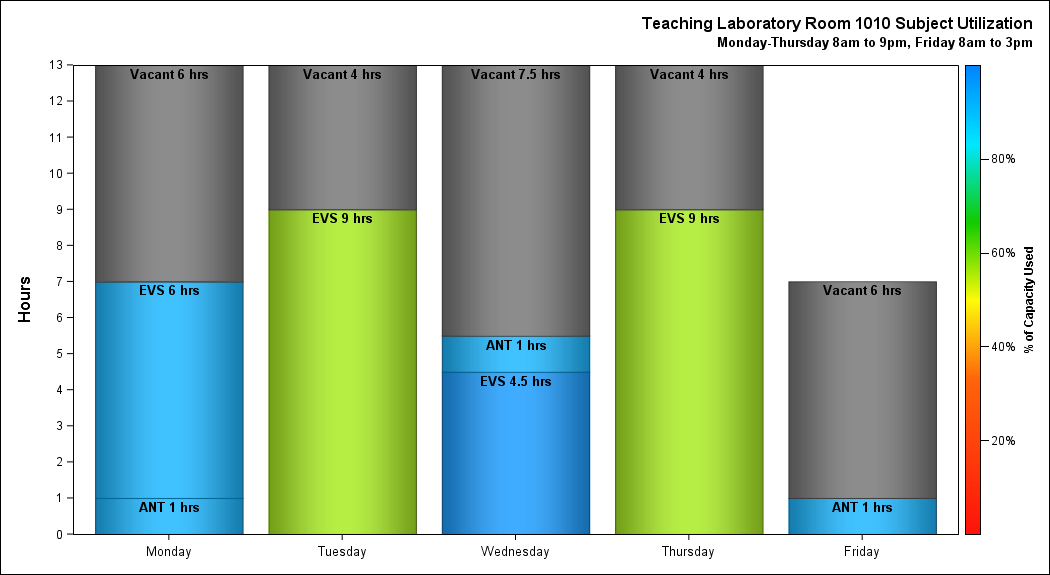 Teaching Laboratory Room 1010 Subject Utilization
Monday-Thursday 8am to 9pm, Friday 8am to 3pm
13
12
11
10
9
8
7
6
5
4
3
2
1
0
Hours
Vacant 6 hrs
EVS 6 hrs
ANT 1 hrs
Vacant 4 hrs
EVS 9 hrs
Vacant 7.5 hrs
ANT 1 hrs
EVS 4.5 hrs
Vacant 4 hrs
EVS 9 hrs
Vacant 6 hrs
ANT 1 hrs
Monday
Tuesday
Wednesday
Thursday
Friday
80%
60%
40%
20%
% of Capacity Used